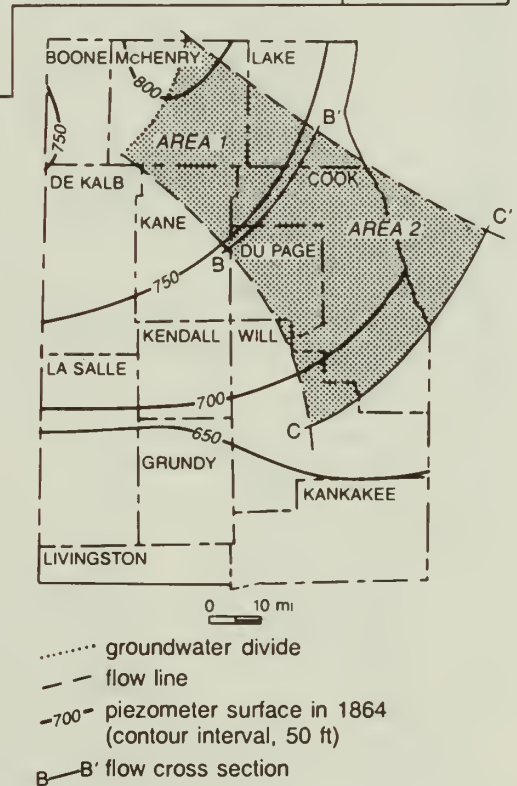 BOONE McHENRY LAKE
800
B'
750
AREA 1
DE KALB
COOK
KANE
AREA 2
C'
B
DU PAGE
750
KENDALL WILL
LA SALLE
700
C
650
GRUNDY
KANKAKEE
LIVINGSTON
0 10 mi
groundwater divide
flow line
700 piezometer surface in 1864
(contour interval, 50 ft)
B B' flow cross section